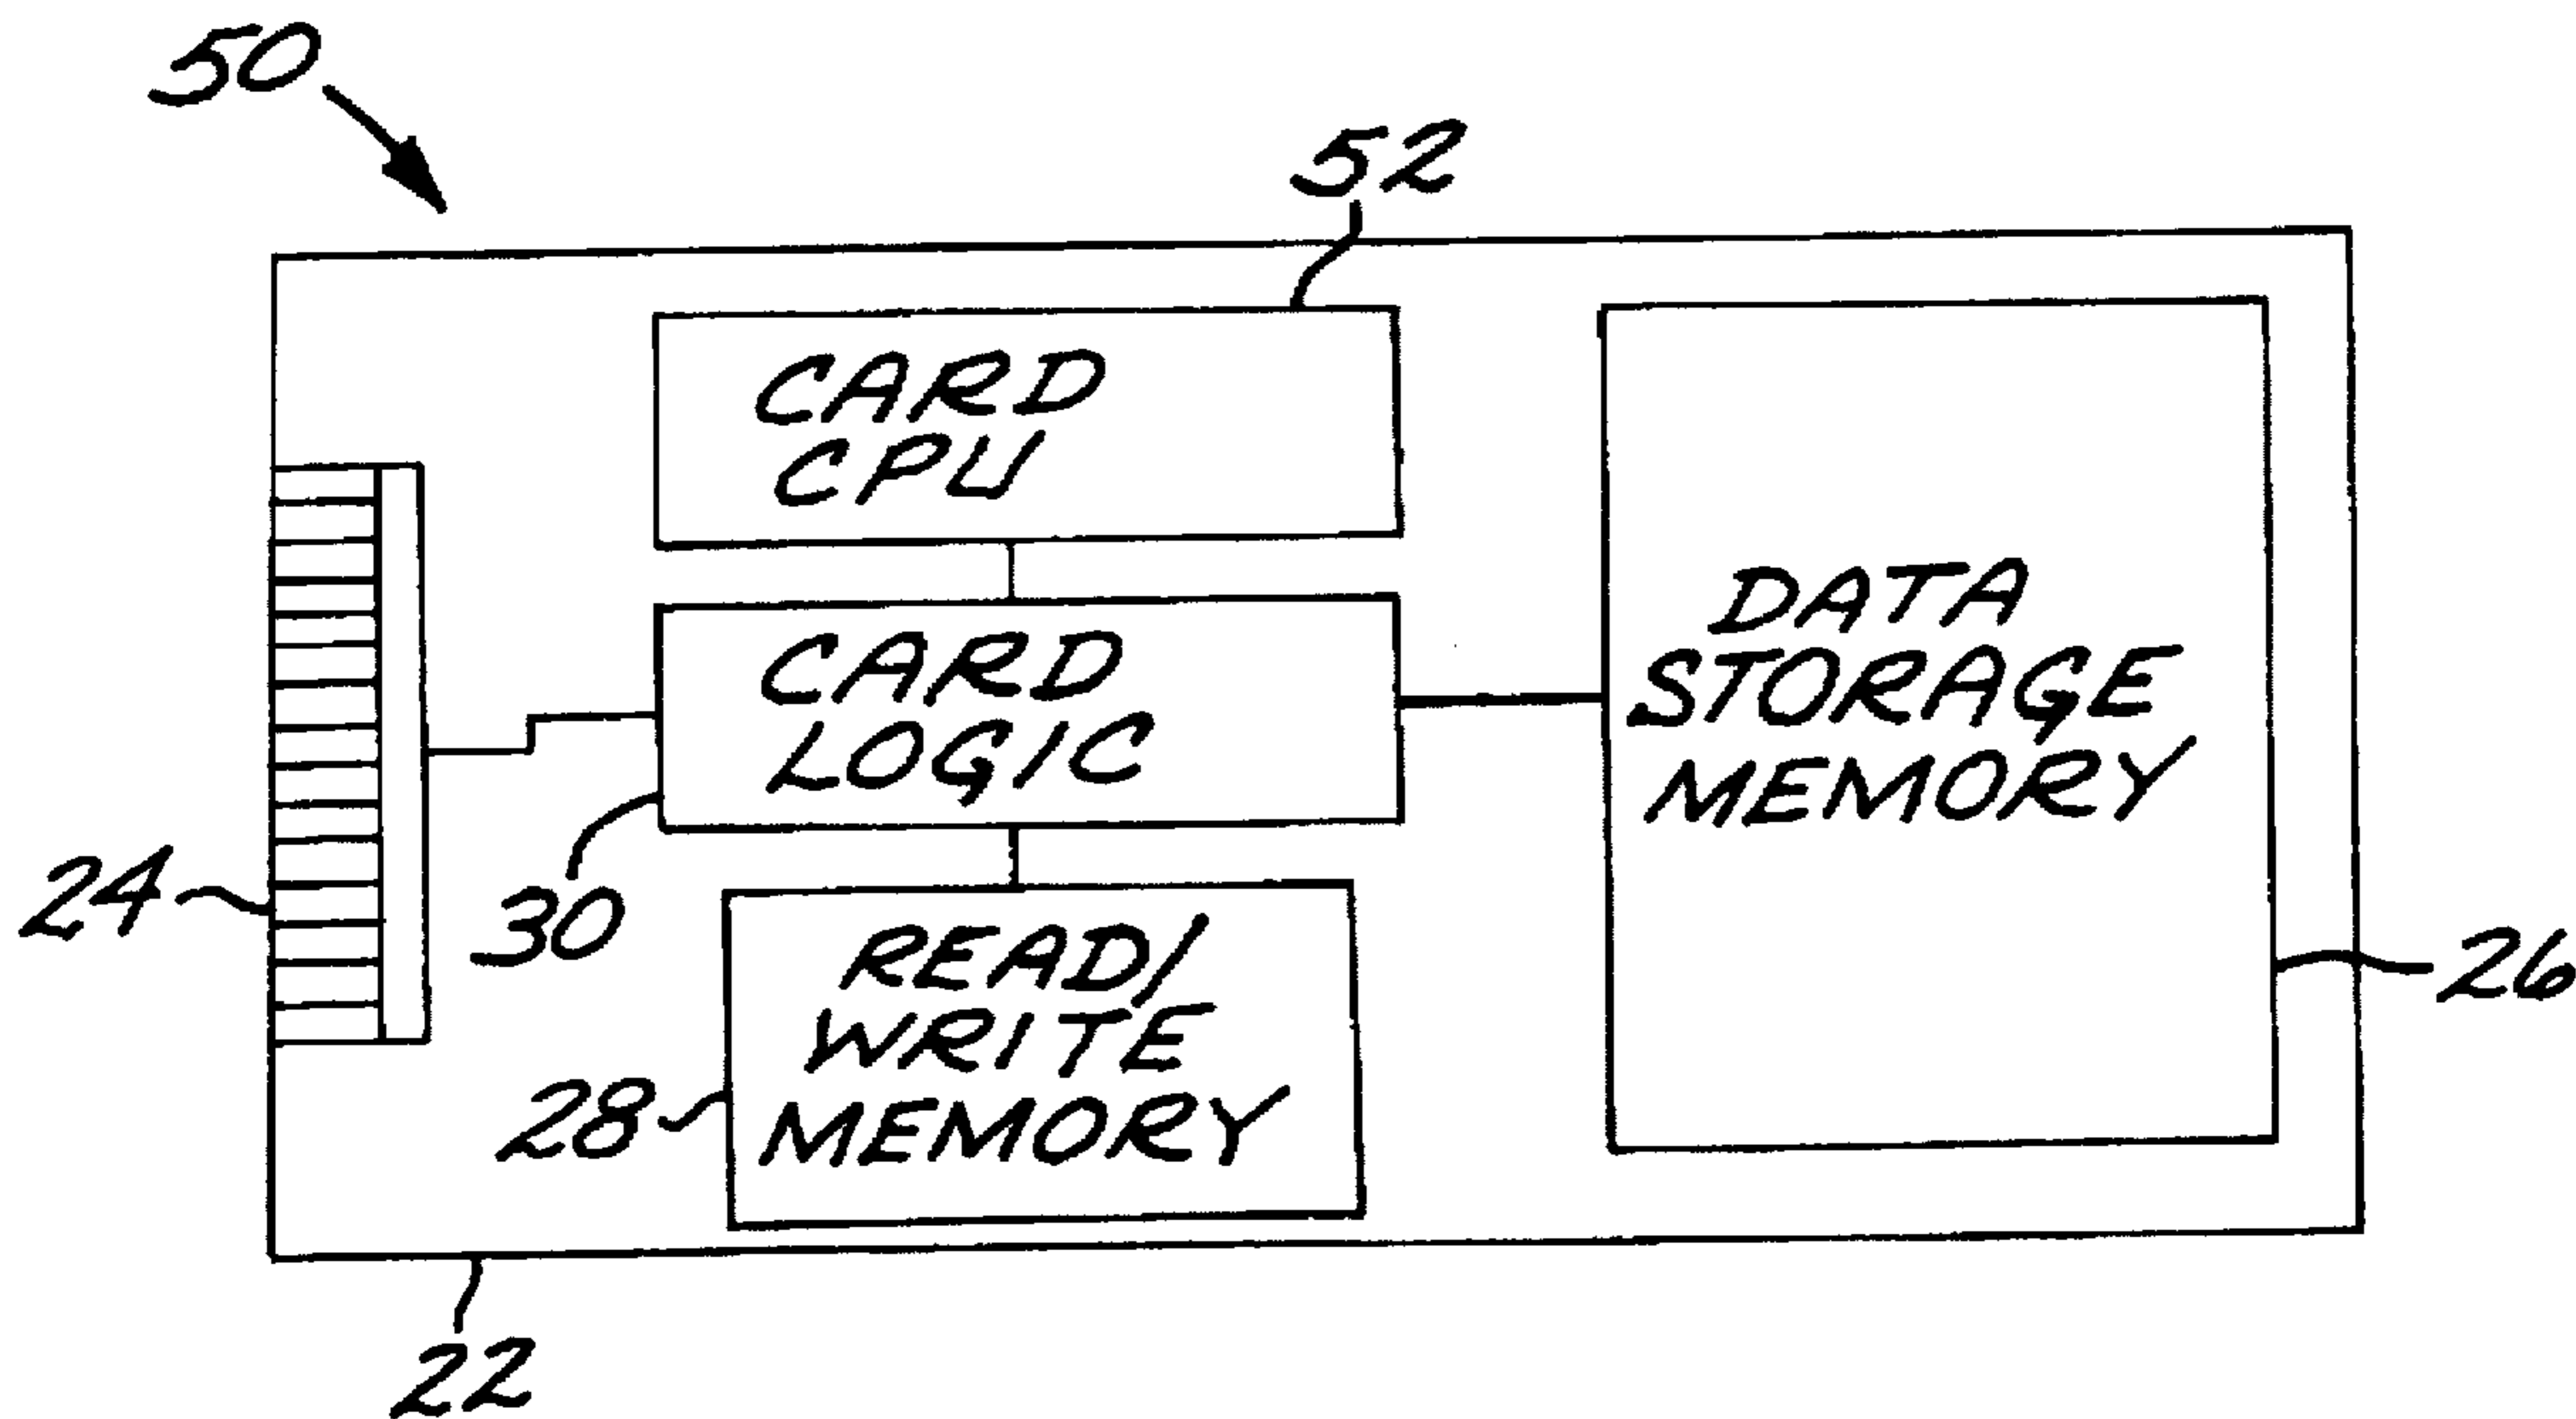 50
52
CARD
CPU
CARD
LOGIC
DATA
STORAGE
MEMORY
24
30
READ/
WRITE
MEMORY
28
26
22